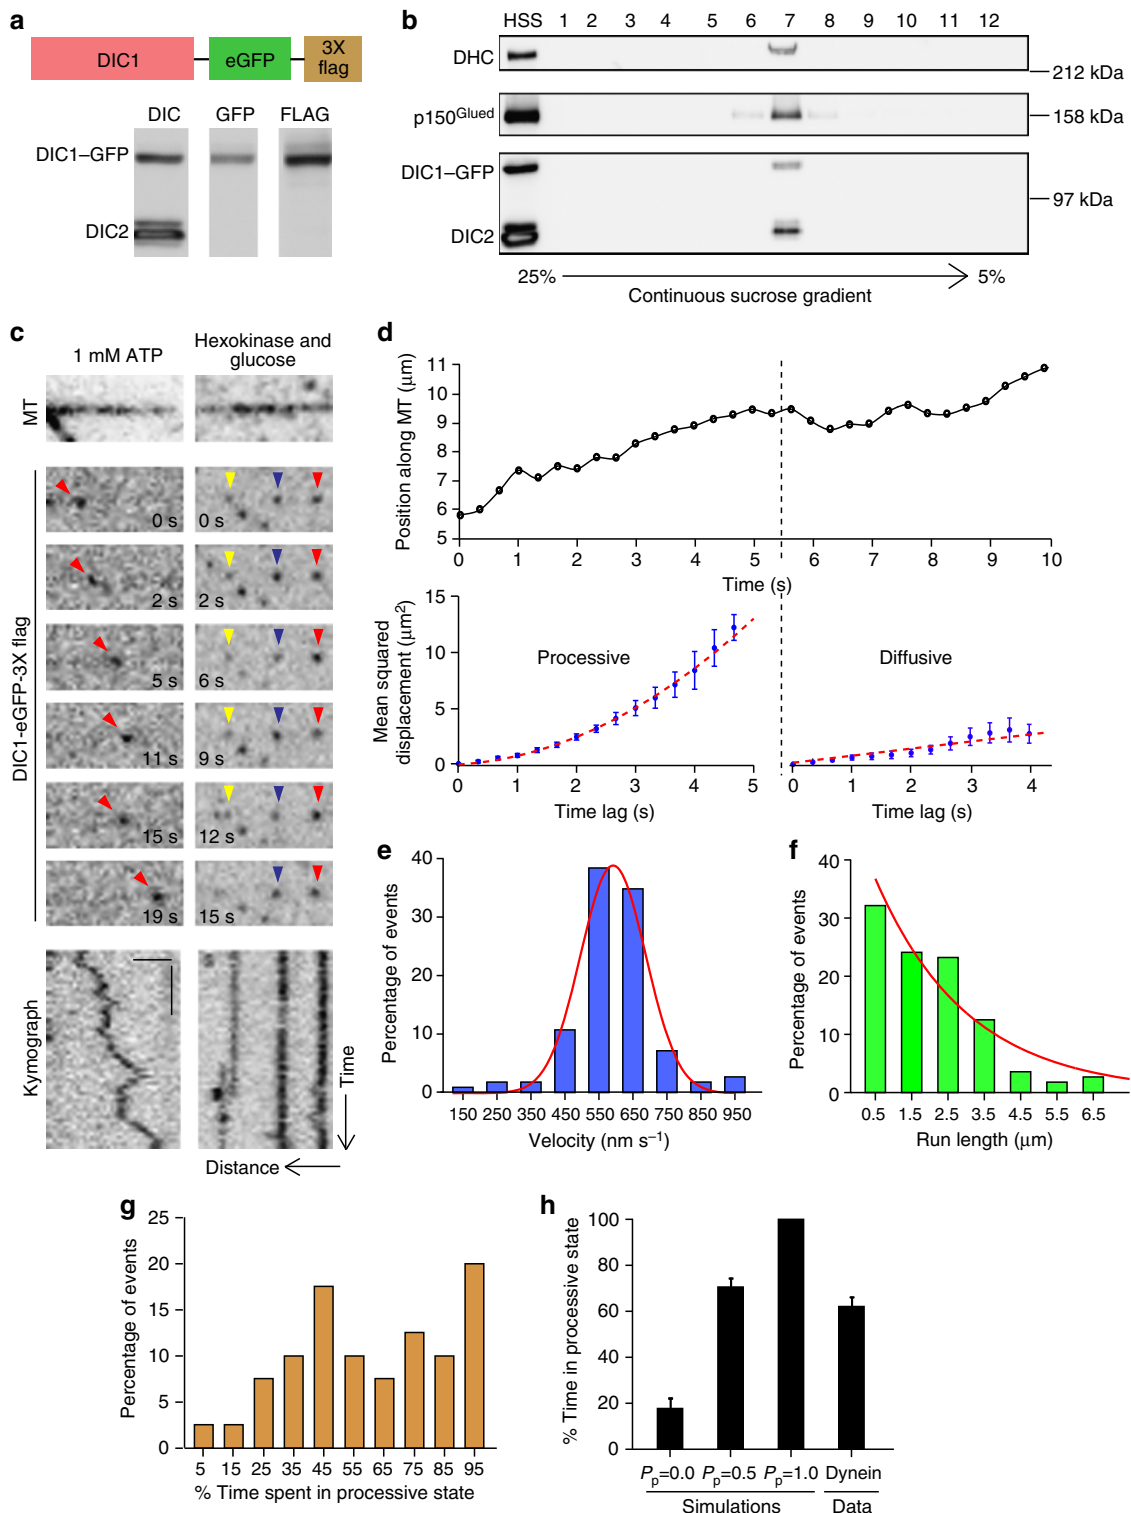 a
DIC1
eGFP
3X
flag
DIC GFP FLAG
DIC1–GFP
DIC2
b
HSS 1 2 3 4 5 6 7 8 9 10 11 12
DHC
212 kDa
p150Glued
158 kDa
DIC1–GFP
97 kDa
DIC2
25%
5%
Continuous sucrose gradient
c
1 mM ATP
Hexokinase and
glucose
MT
DIC1-eGFP-3X flag
0 s
0 s
2 s
2 s
5 s
6 s
11 s
9 s
15 s
12 s
19 s
15 s
Kymograph
Time
Distance
d
Position along MT (μm)
11
10
9
8
7
6
5
0 1 2 3 4 5 6 7 8 9 10
Time (s)
Mean squared
displacement (μm²)
15
10
5
0
Processive
Diffusive
0 1 2 3 4 5
0 1 2 3 4
Time lag (s)
Time lag (s)
e
Percentage of events
40
30
20
10
0
150 250 350 450 550 650 750 850 950
Velocity (nm s⁻¹)
f
Percentage of events
40
30
20
10
0
0.5 1.5 2.5 3.5 4.5 5.5 6.5
Run length (μm)
g
Percentage of events
25
20
15
10
5
0
5 15 25 35 45 55 65 75 85 95
% Time spent in processive state
h
% Time in processive state
100
80
60
40
20
0
Pp=0.0 Pp=0.5 Pp=1.0 Dynein
Simulations
Data